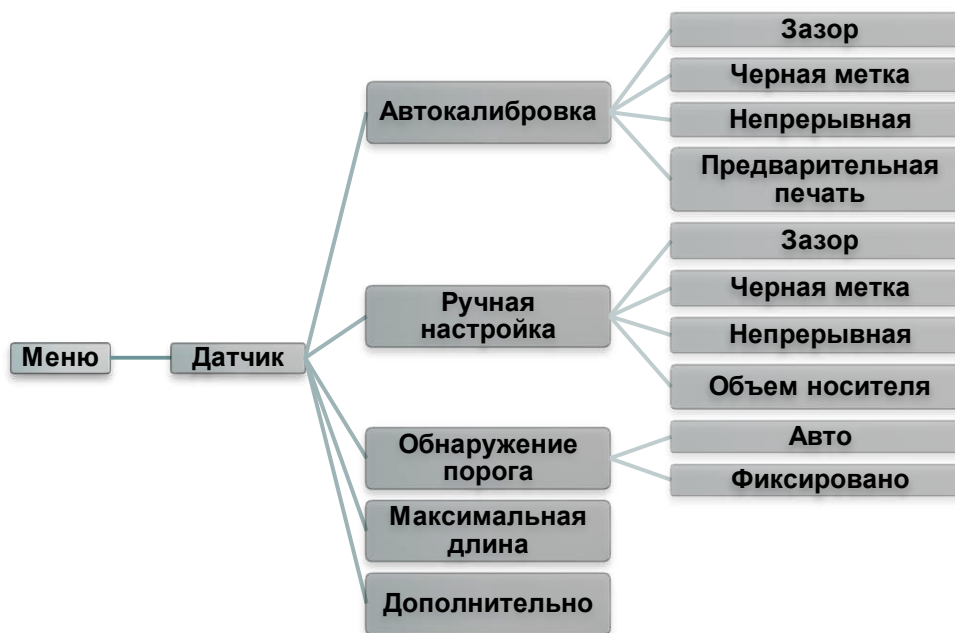 Меню
Датчик
Автокалибровка
Зазор
Черная метка
Непрерывная
Предварительная
печать
Ручная
настройка
Зазор
Черная метка
Непрерывная
Объем носителя
Обнаружение
порога
Авто
Фиксировано
Максимальная
длина
Дополнительно